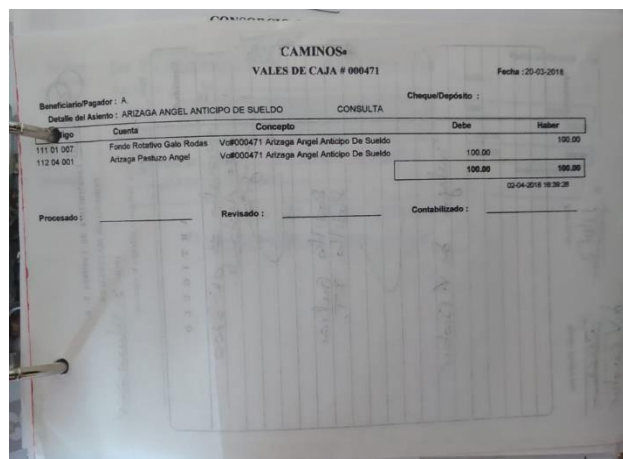 CAMINOS
VALES DE CAJA # 000471
Fecha : 20-03-2018
Beneficiario/Pagador : A.
Cheque/Depósito :
Detalle del Asiento : ARIZAGA ANGEL ANTICIPO DE SUELDO CONSULTA
Cuenta Concepto Debe Haber
111 01 007 Fondo Rotativo Galo Rodas Vc#000471 Arizaga Angel Anticipo De Sueldo 100.00
112 04 001 Arizaga Pastuzo Angel Vc#000471 Arizaga Angel Anticipo De Sueldo 100.00
100.00 100.00
02-04-2018 16:39:28
Procesado : Revisado : Contabilizado :